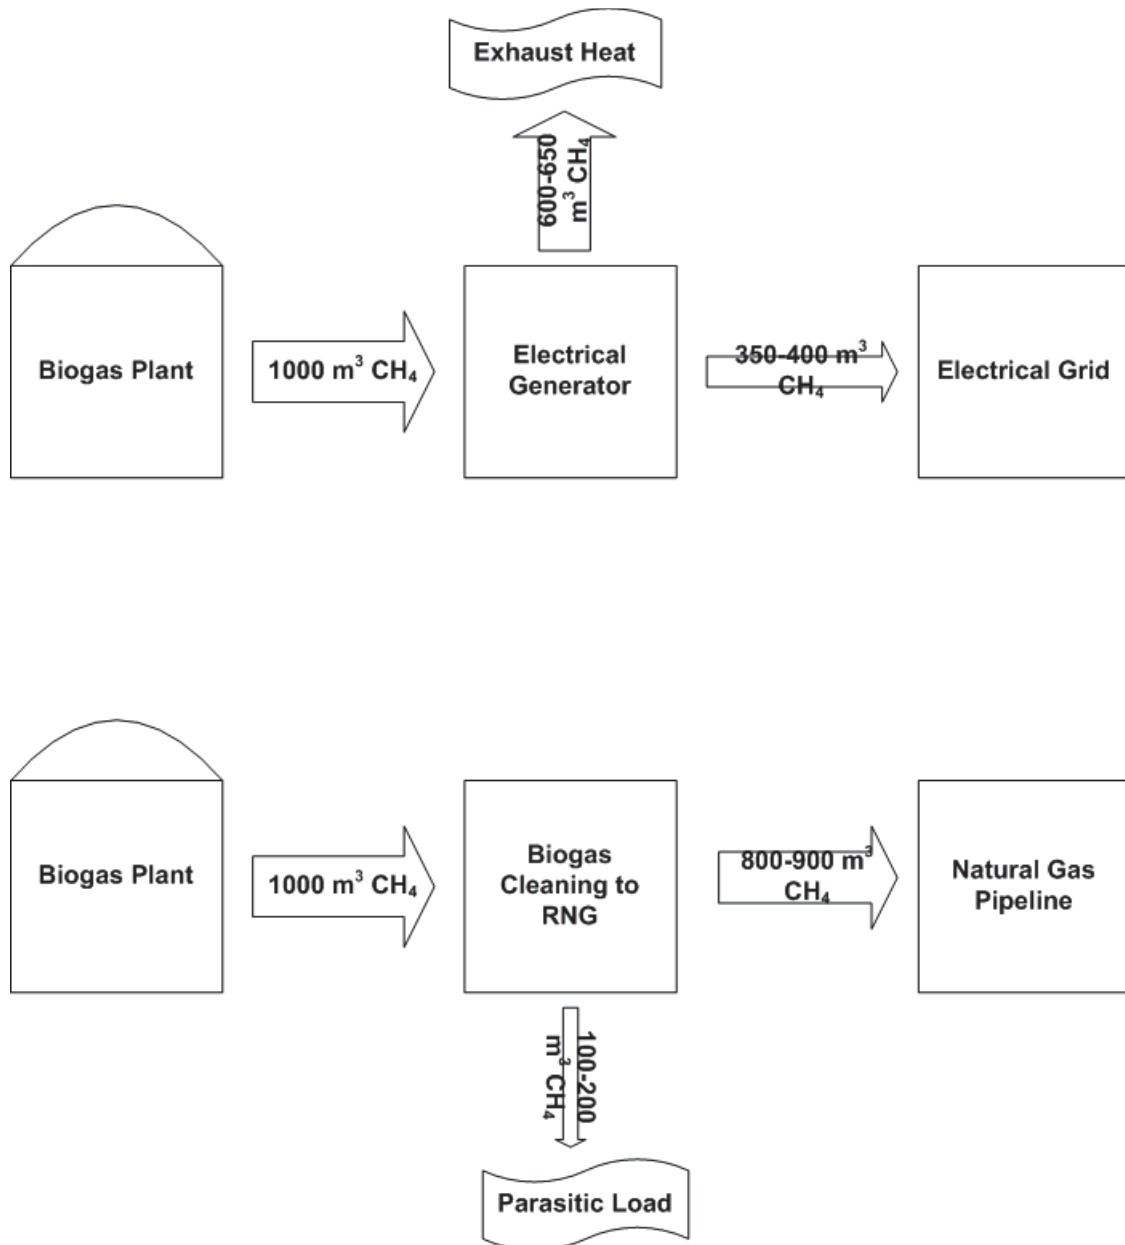 Exhaust Heat
600-650
m³ CH₄
Biogas Plant
1000 m³ CH₄
Electrical
Generator
350-400 m³
CH₄
Electrical Grid
Biogas Plant
1000 m³ CH₄
Biogas
Cleaning to
RNG
800-900 m³
CH₄
Natural Gas
Pipeline
100-200
m³ CH₄
Parasitic Load